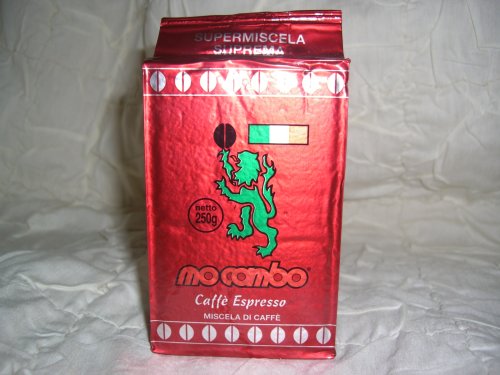 SUPERMISCELA
SUPREMA
netto
250g
mo cambo®
Caffè Espresso
MISCELA DI CAFFÈ